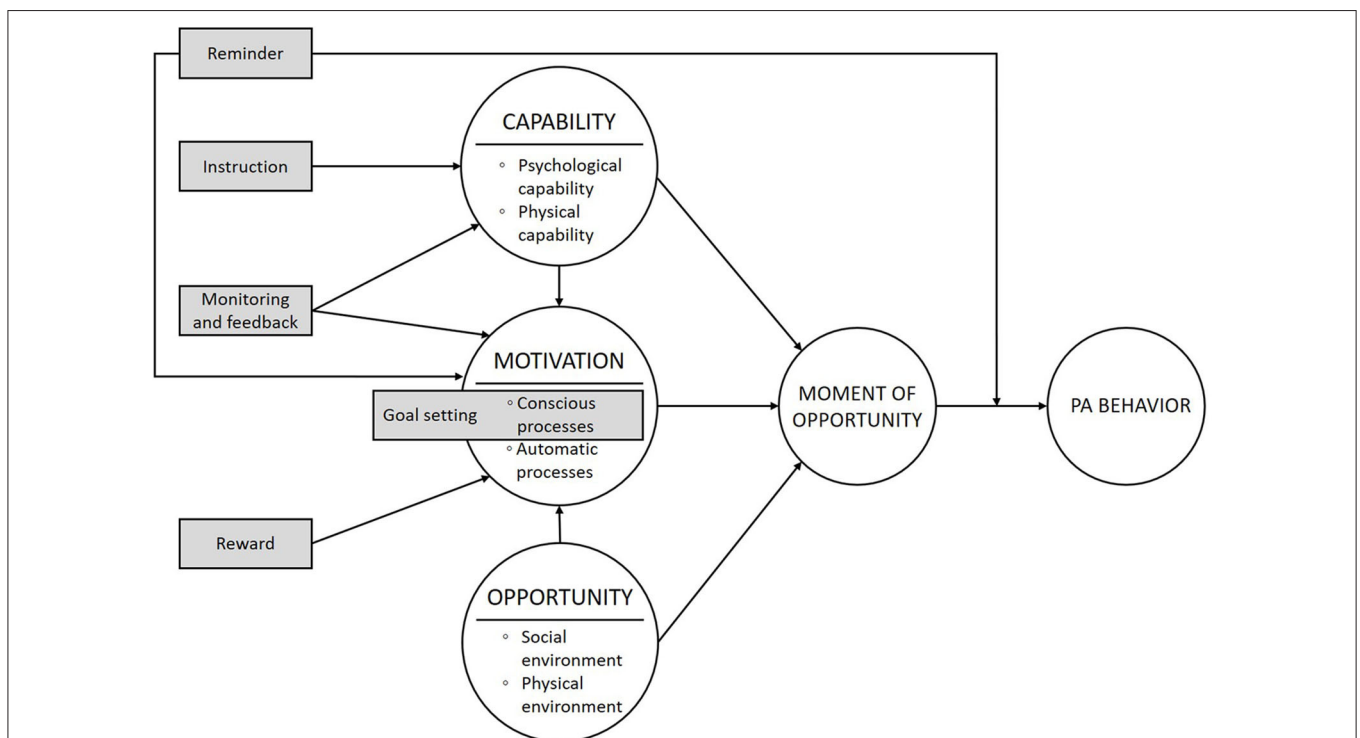 Reminder
CAPABILITY
Instruction
◦ Psychological
capability
◦ Physical
capability
Monitoring
and feedback
MOTIVATION
Goal setting
◦ Conscious
processes
◦ Automatic
processes
MOMENT OF
OPPORTUNITY
PA BEHAVIOR
Reward
OPPORTUNITY
◦ Social
environment
◦ Physical
environment